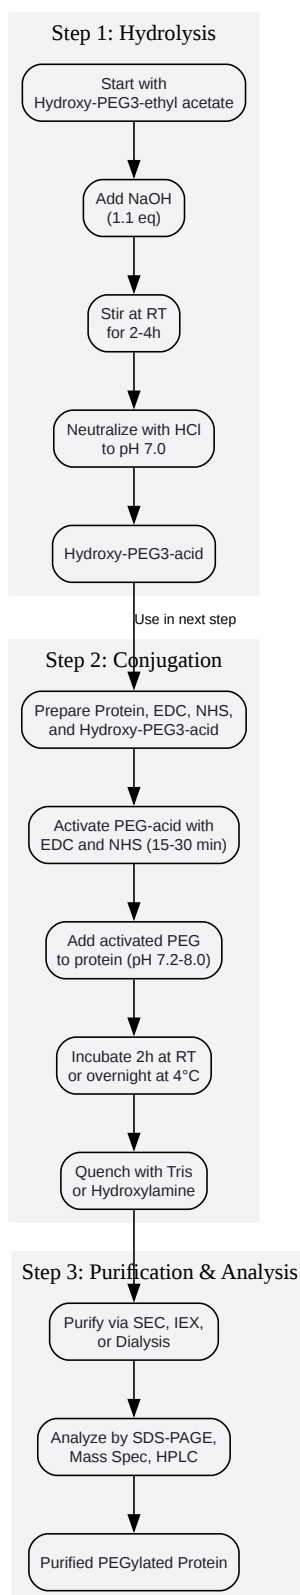 Step 1: Hydrolysis
Start with
Hydroxy-PEG3-ethyl acetate
Add NaOH
(1.1 eq)
Stir at RT
for 2-4h
Neutralize with HCl
to pH 7.0
Hydroxy-PEG3-acid
Use in next step
Step 2: Conjugation
Prepare Protein, EDC, NHS,
and Hydroxy-PEG3-acid
Activate PEG-acid with
EDC and NHS (15-30 min)
Add activated PEG
to protein (pH 7.2-8.0)
Incubate 2h at RT
or overnight at 4°C
Quench with Tris
or Hydroxylamine
Step 3: Purification & Analysis
Purify via SEC, IEX,
or Dialysis
Analyze by SDS-PAGE,
Mass Spec, HPLC
Purified PEGylated Protein